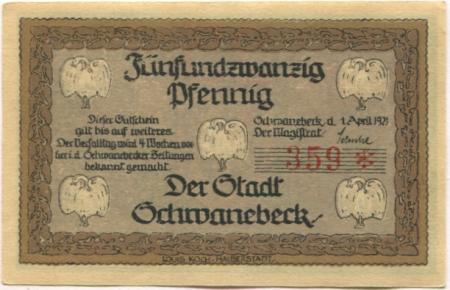 Fünfundzwanzig
Pfennig
Dieser Gutschein
gilt bis auf weiteres.
Der Verfalltag wird 4 Wochen vor=
her i. d. Schwanebecker Zeitungen
bekannt gemacht.
Schwanebeck, d. 1. April 1921
Der Magistrat:
359 *
Der Stadt
Schwanebeck
LOUIS KOCH - HALBERSTADT.